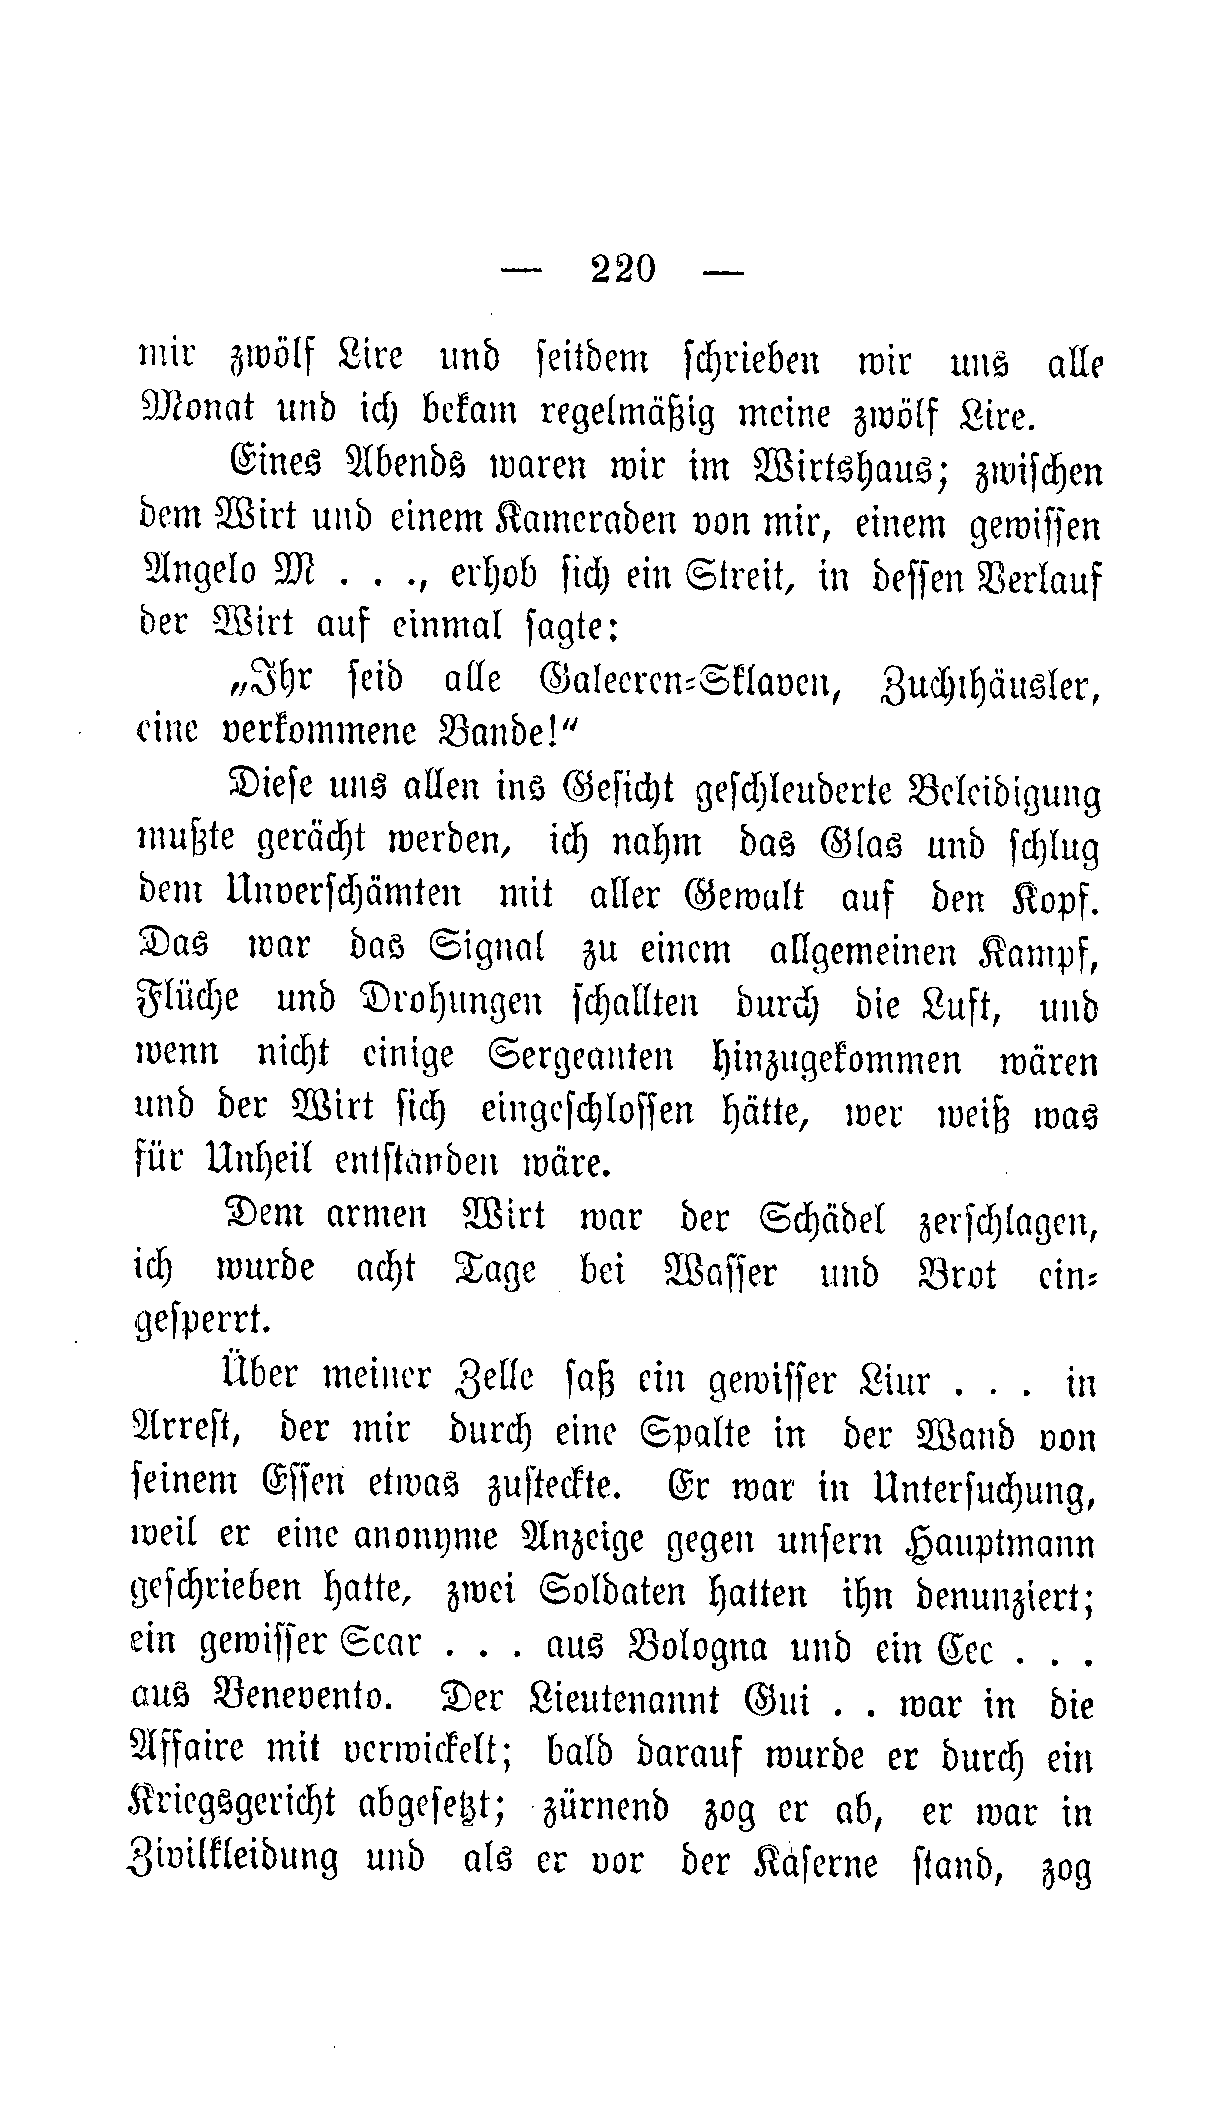 — 220 —
mir zwölf Lire und seitdem schrieben wir uns alle
Monat und ich bekam regelmäßig meine zwölf Lire.
Eines Abends waren wir im Wirtshaus; zwischen
dem Wirt und einem Kameraden von mir, einem gewissen
Angelo M . . ., erhob sich ein Streit, in dessen Verlauf
der Wirt auf einmal sagte:
„Ihr seid alle Galeeren-Sklaven, Zuchthäusler,
eine verkommene Bande!“
Diese uns allen ins Gesicht geschleuderte Beleidigung
mußte gerächt werden, ich nahm das Glas und schlug
dem Unverschämten mit aller Gewalt auf den Kopf.
Das war das Signal zu einem allgemeinen Kampf,
Flüche und Drohungen schallten durch die Luft, und
wenn nicht einige Sergeanten hinzugekommen wären
und der Wirt sich eingeschlossen hätte, wer weiß was
für Unheil entstanden wäre.
Dem armen Wirt war der Schädel zerschlagen,
ich wurde acht Tage bei Wasser und Brot ein-
gesperrt.
Über meiner Zelle saß ein gewisser Liur . . . in
Arrest, der mir durch eine Spalte in der Wand von
seinem Essen etwas zusteckte. Er war in Untersuchung,
weil er eine anonyme Anzeige gegen unsern Hauptmann
geschrieben hatte, zwei Soldaten hatten ihn denunziert;
ein gewisser Scar . . . aus Bologna und ein Cec . . .
aus Benevento. Der Lieutenannt Gui . . war in die
Affaire mit verwickelt; bald darauf wurde er durch ein
Kriegsgericht abgesetzt; zürnend zog er ab, er war in
Zivilkleidung und als er vor der Kaserne stand, zog